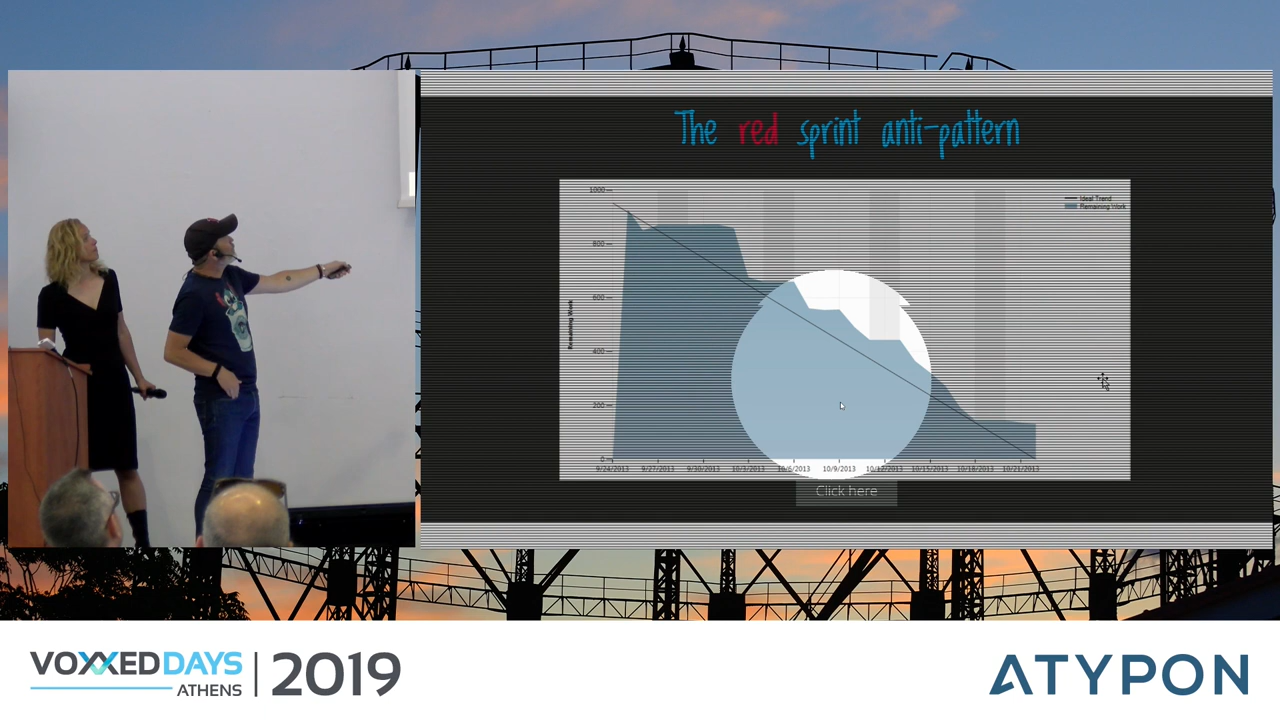 The red sprint anti-pattern
1000
Ideal Trend
Remaining Work
800
600
Remaining Work
400
200
0
9/24/2013 9/27/2013 9/30/2013 10/3/2013 10/6/2013 10/9/2013 10/12/2013 10/15/2013 10/18/2013 10/21/2013
Click here
VOXXED DAYS
ATHENS
2019
ATYPON